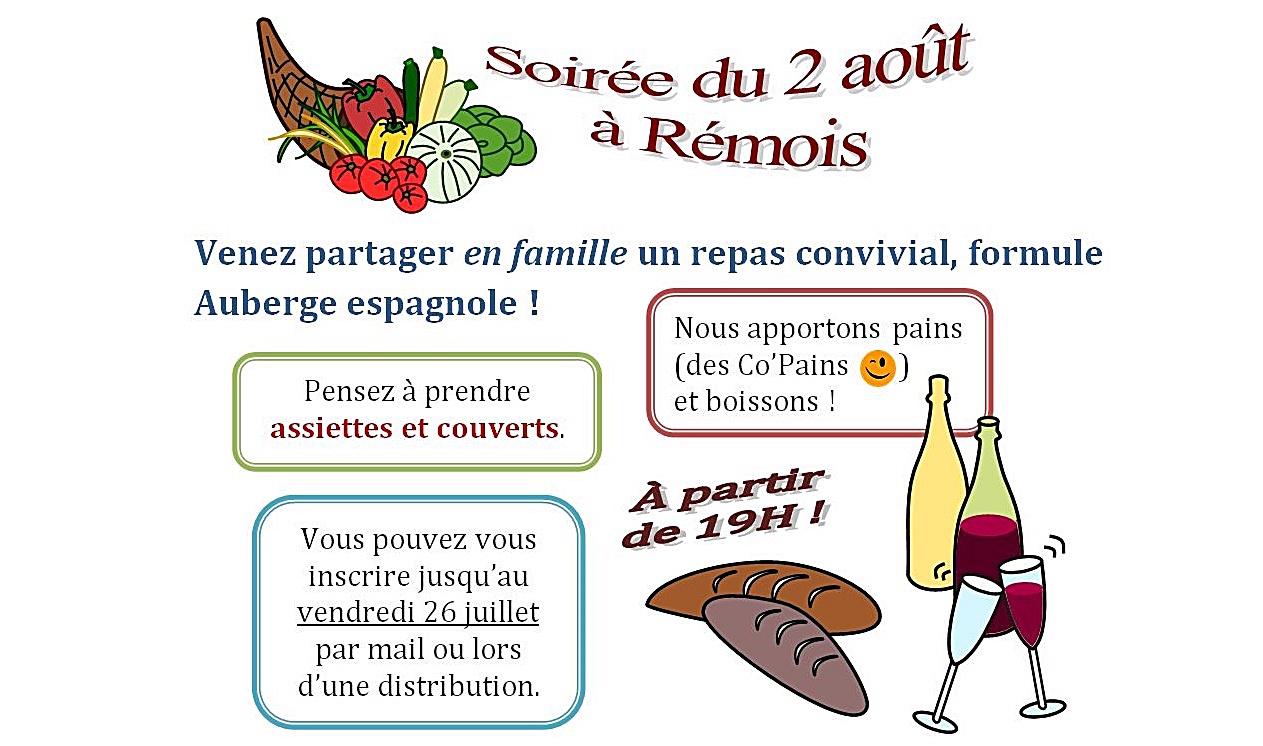 Soirée du 2 août
à Rémois
Venez partager en famille un repas convivial, formule
Auberge espagnole !
Nous apportons pains
(des Co'Pains 😉)
et boissons !
Pensez à prendre
assiettes et couverts.
À partir
de 19H !
Vous pouvez vous
inscrire jusqu'au
vendredi 26 juillet
par mail ou lors
d'une distribution.